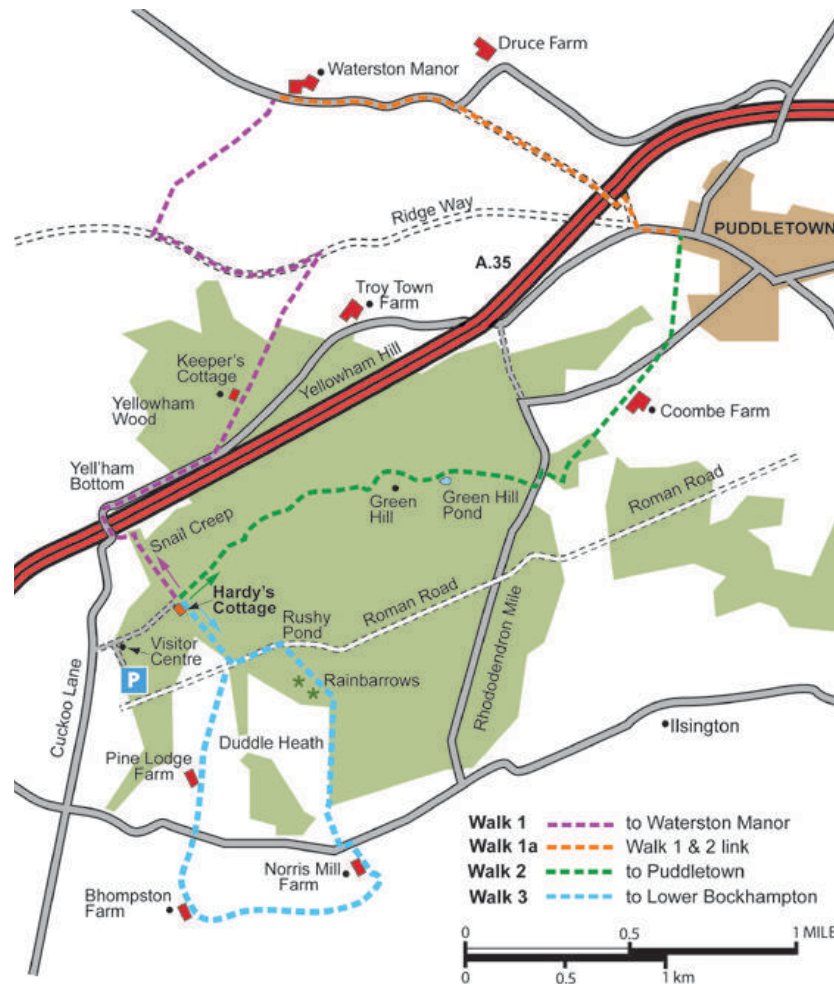 Druce Farm
Waterston Manor
Ridge Way
PUDDLETOWN
A.35
Troy Town
Farm
Keeper's
Cottage
Yellowham Hill
Yellowham
Wood
Coombe Farm
Yell'ham
Bottom
Green
Hill
Green Hill
Pond
Roman Road
Snail Creep
Hardy's
Cottage
Rushy
Pond
Roman Road
Visitor
Centre
P
Rainbarrows
Rhododendron Mile
Cuckoo Lane
Ilsington
Duddle Heath
Pine Lodge
Farm
Norris Mill
Farm
Bhompston
Farm
Walk 1 to Waterston Manor
Walk 1a Walk 1 & 2 link
Walk 2 to Puddletown
Walk 3 to Lower Bockhampton
0 0.5 1 MILE
0 0.5 1 km